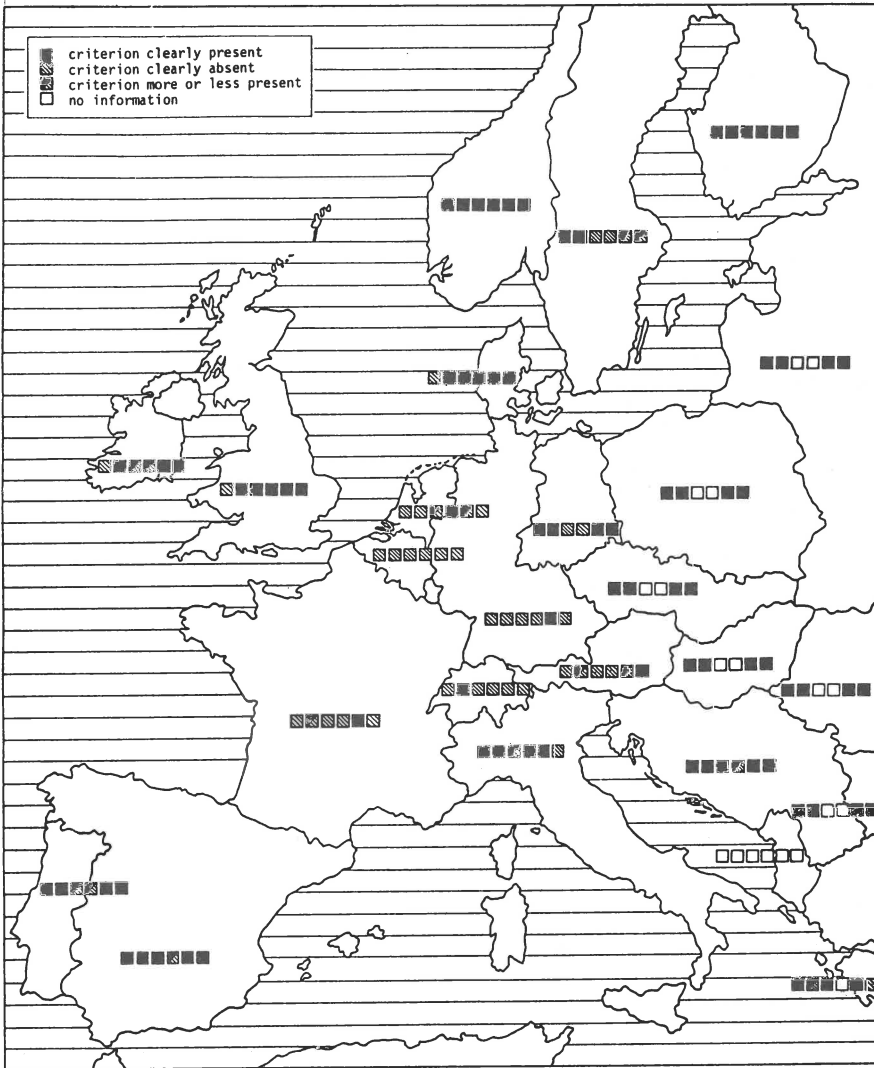 criterion clearly present
criterion clearly absent
criterion more or less present
no information